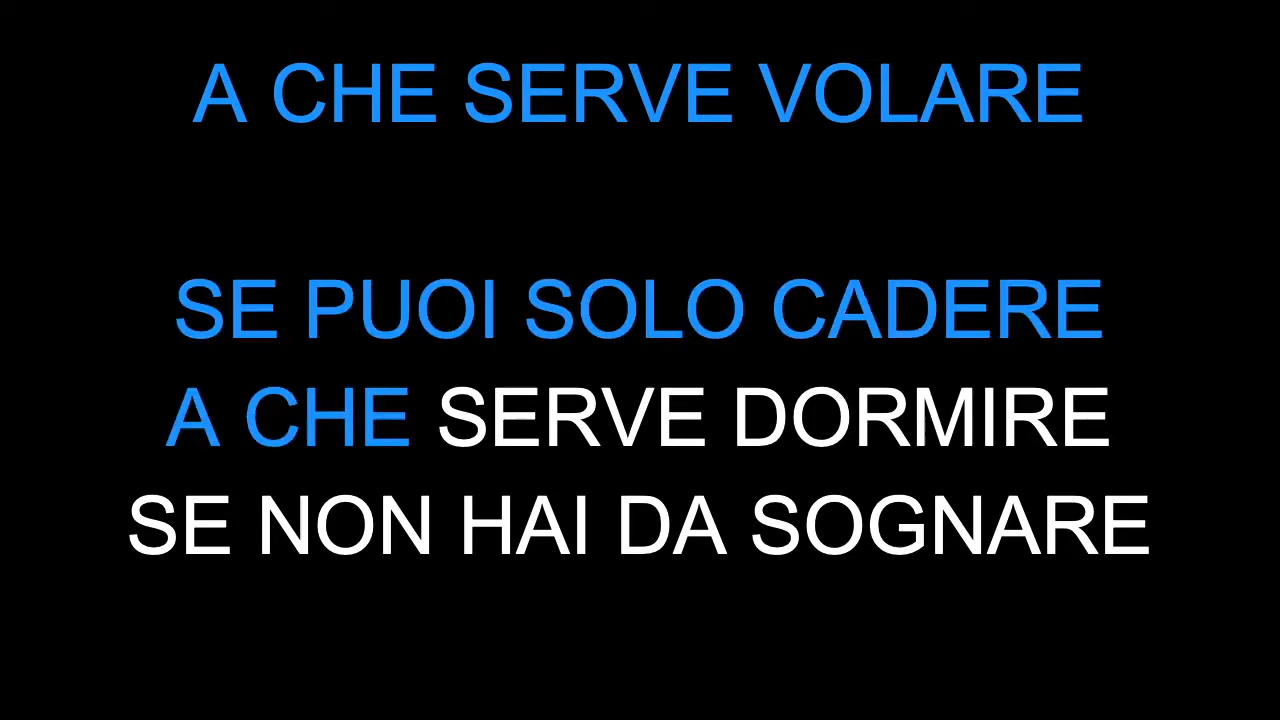 A CHE SERVE VOLARE
SE PUOI SOLO CADERE
A CHE SERVE DORMIRE
SE NON HAI DA SOGNARE